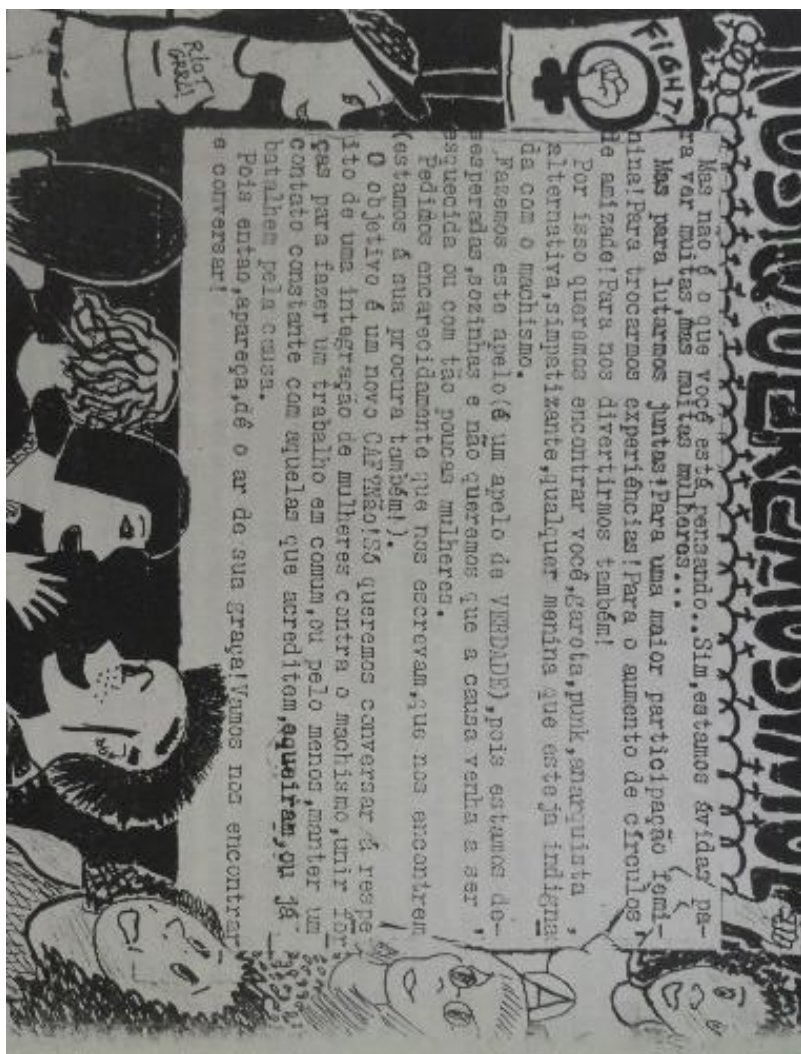 NOS QUEREMOS
FIGHT!
RIOT
GRRRL!
Mas não é o que você está pensando..Sim,estamos ávidas pa-
ra ver muitas,mas muitas mulheres...
Mas para lutarmos juntas!Para uma maior participação femi-
nina!Para trocarmos experiências!Para o aumento de círculos
de amizade!Para nos divertirmos também!
Por isso queremos encontrar você,garota,punk,anarquista,
alternativa,simpatizante,qualquer menina que esteja indigna
da com o machismo.
Fazemos este apelo(é um apelo de VERDADE),pois estamos de-
sesperadas,sozinhas e não queremos que a causa venha a ser
esquecida ou com tão poucas mulheres.
Pedimos encarecidamente que nos escrevam,que nos encontrem
(estamos á sua procura também!).
O objetivo é um novo CAF?Não!Só queremos conversar á respe
ito de uma integração de mulheres contra o machismo,unir for
ças para fazer um trabalho em comum,ou pelo menos,manter um
contato constante com aquelas que acreditem,queiram,ou já
batalhem pela causa.
Pois entao,apareça,dê o ar de sua graça!Vamos nos encontrar
e conversar!